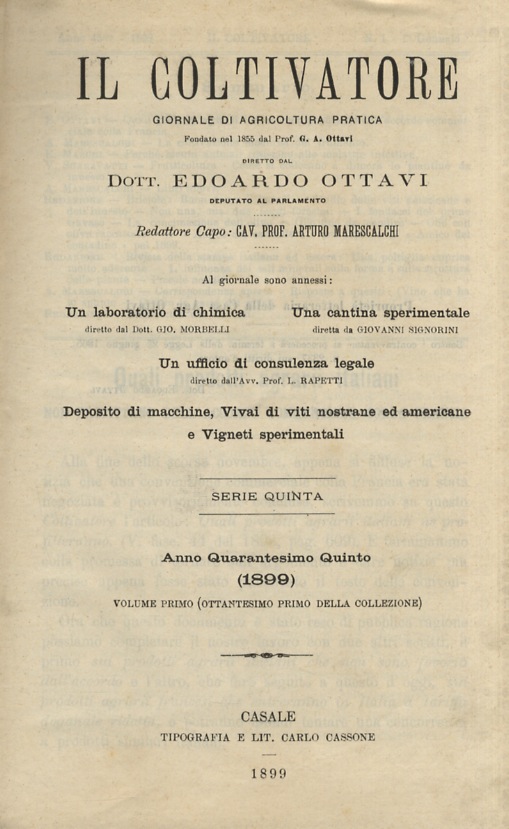 IL COLTIVATORE
GIORNALE DI AGRICOLTURA PRATICA
Fondato nel 1855 dal Prof. G. A. Ottavi
DIRETTO DAL
DOTT. EDOARDO OTTAVI
DEPUTATO AL PARLAMENTO
Redattore Capo: CAV. PROF. ARTURO MARESCALCHI
Al giornale sono annessi:
Un laboratorio di chimica
diretto dal Dott. GIO. MORBELLI
Una cantina sperimentale
diretta da GIOVANNI SIGNORINI
Un ufficio di consulenza legale
diretto dall'Avv. Prof. L. RAPETTI
Deposito di macchine, Vivai di viti nostrane ed americane
e Vigneti sperimentali
SERIE QUINTA
Anno Quarantesimo Quinto
(1899)
VOLUME PRIMO (OTTANTESIMO PRIMO DELLA COLLEZIONE)
CASALE
TIPOGRAFIA E LIT. CARLO CASSONE
1899